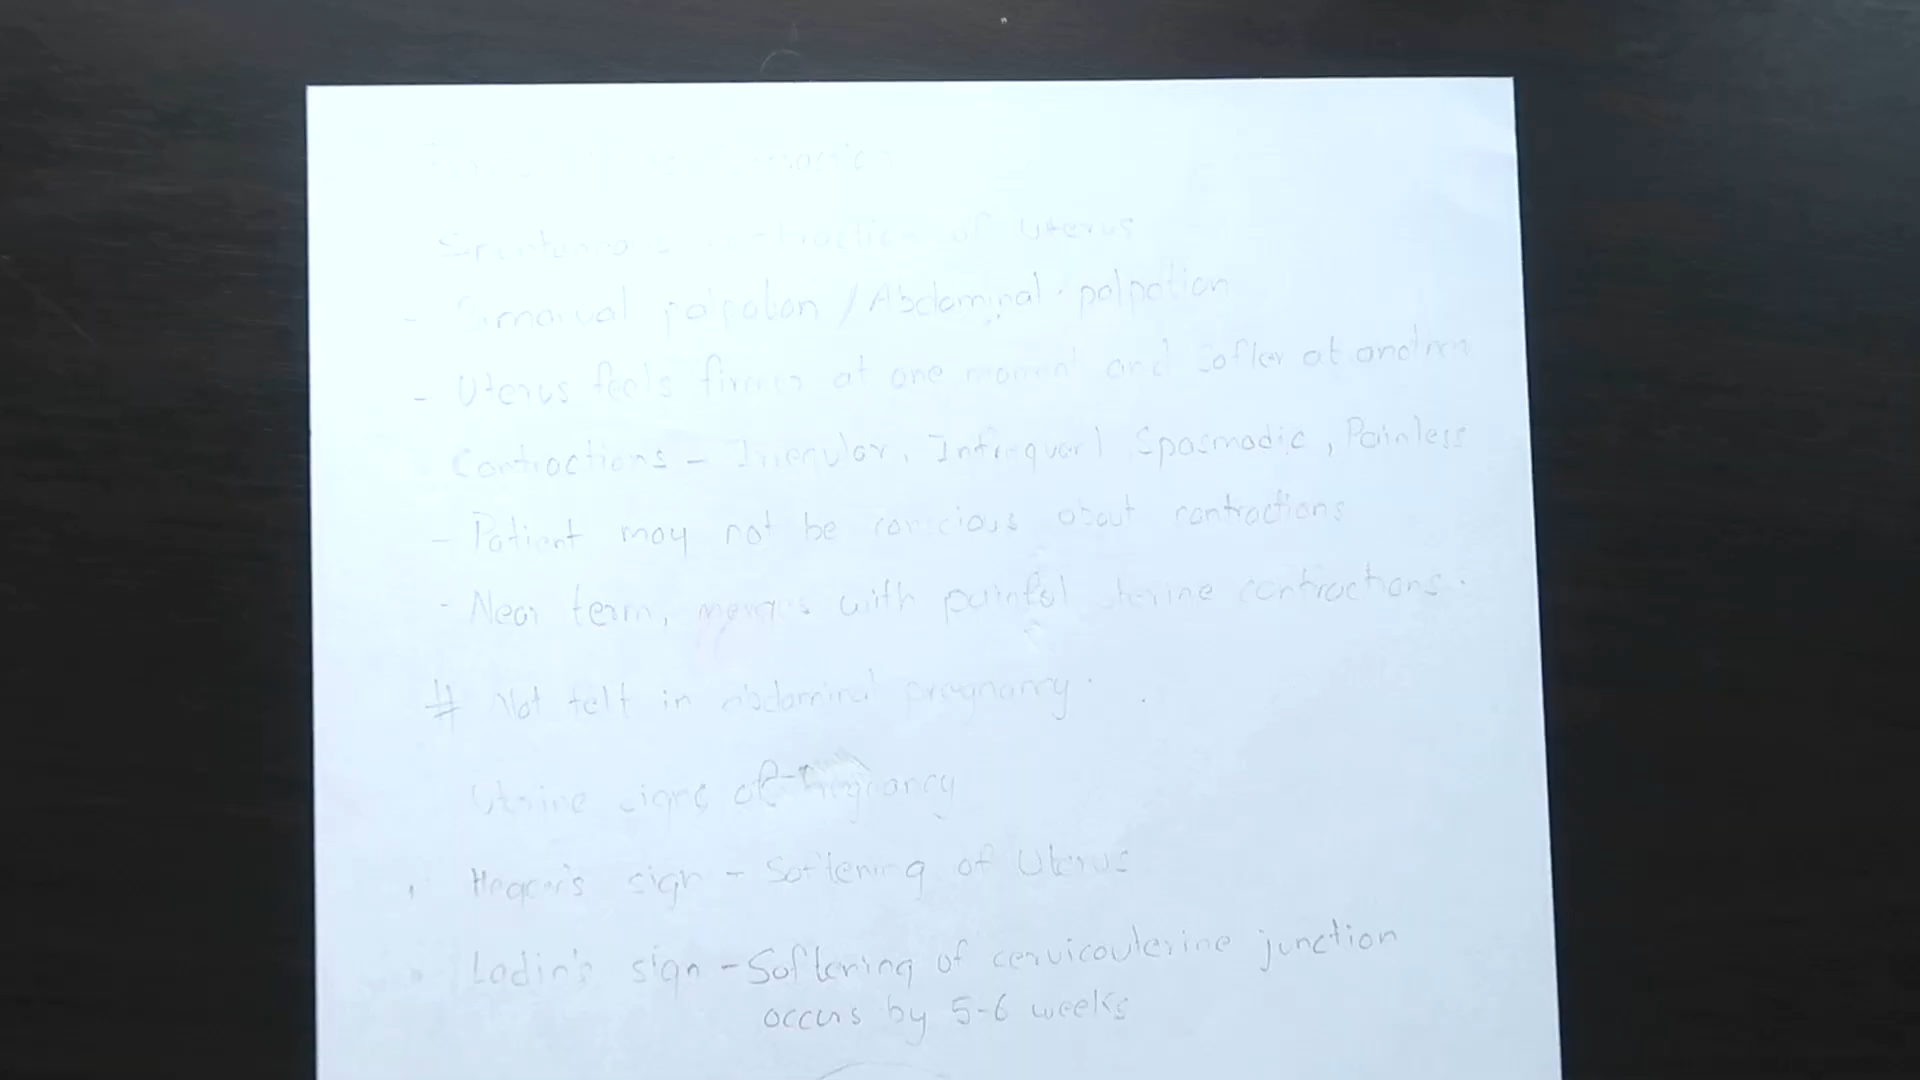 of Uterus
- palpation / Abdominal palpation
- Uterus feels firmer at one moment and softer at another
Contractions - Irregular, Infrequent, Spasmodic, Painless
- Patient may not be conscious about contractions
- Near term, merges with painful uterine contractions.
# Not felt in abdominal pregnancy.
Uterine signs of Pregnancy
Hegar's sign - Softening of Uterus
Ladin's sign - Softening of cervicouterine junction
occurs by 5-6 weeks